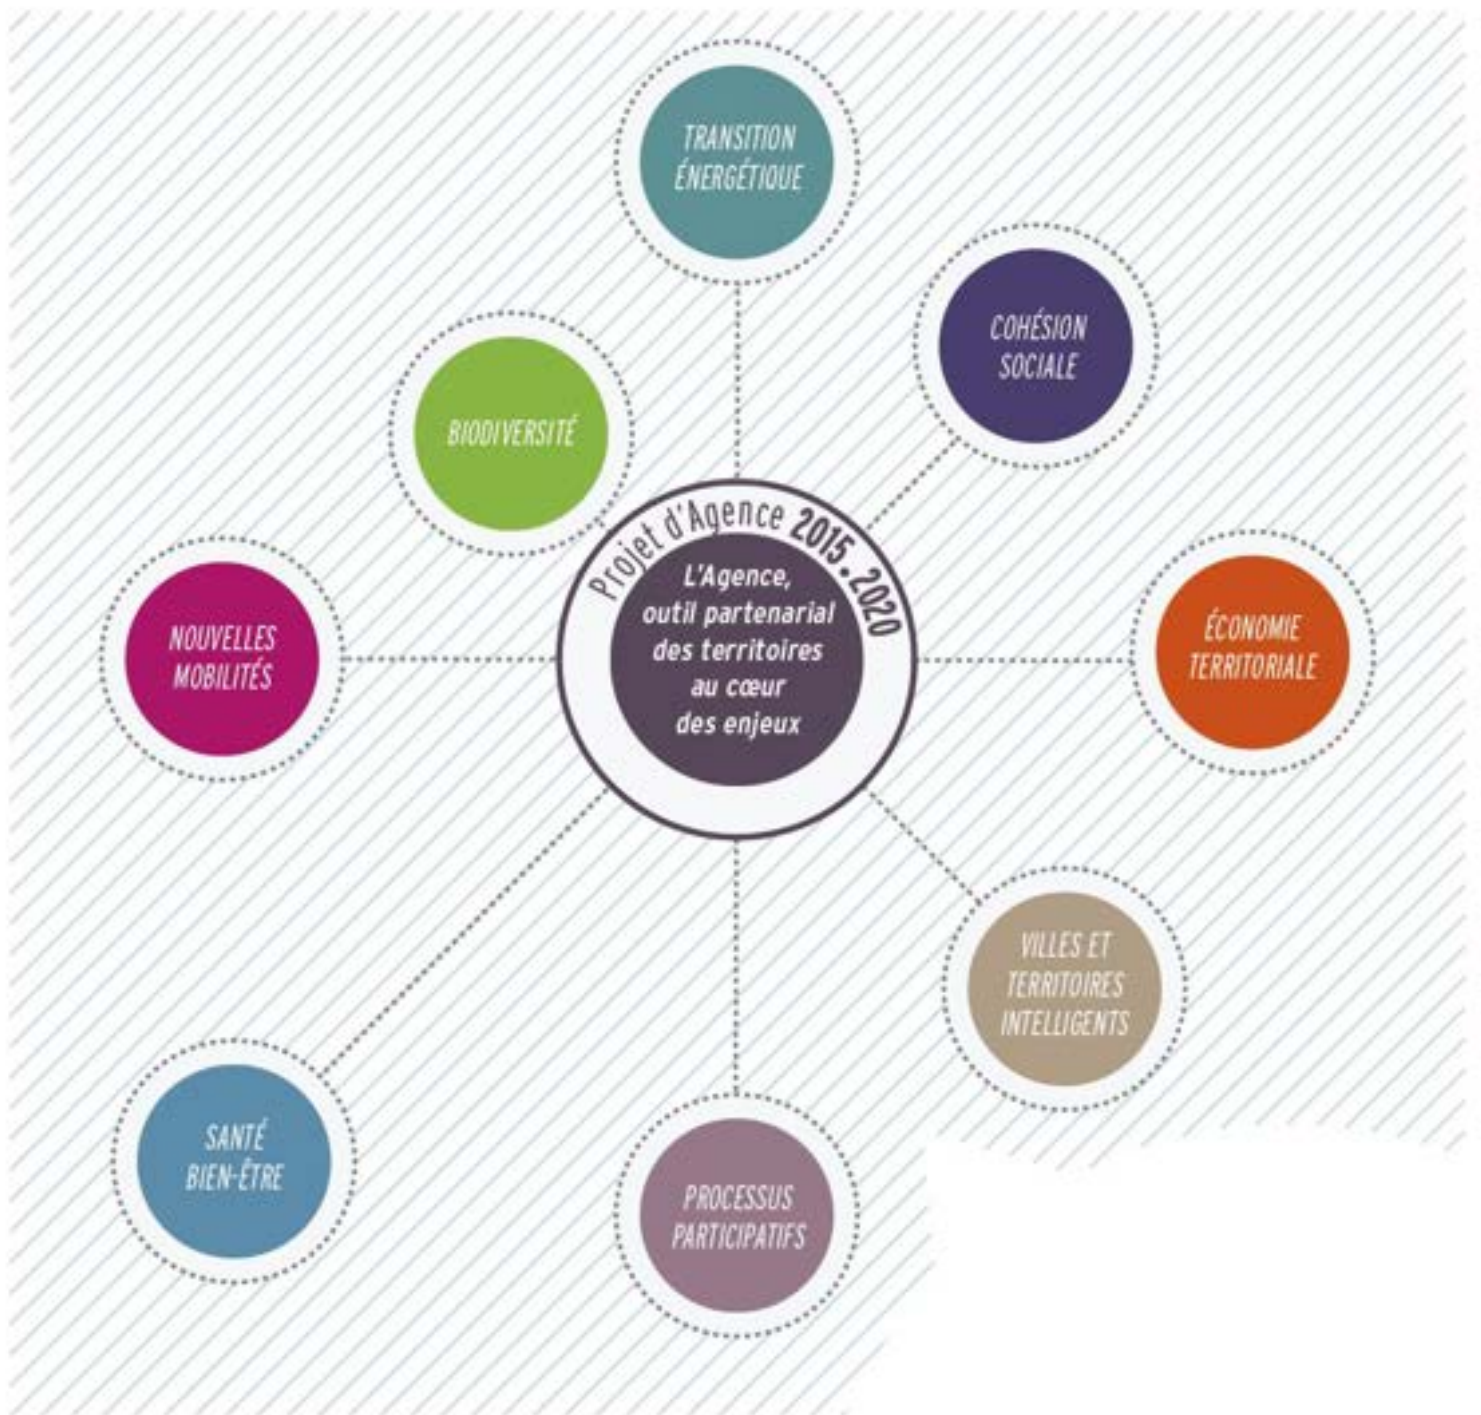 TRANSITION
ÉNERGÉTIQUE
COHÉSION
SOCIALE
BIODIVERSITÉ
Projet d'Agence 2015.2020
L'Agence,
outil partenarial
des territoires
au cœur
des enjeux
NOUVELLES
MOBILITÉS
ÉCONOMIE
TERRITORIALE
VILLES ET
TERRITOIRES
INTELLIGENTS
SANTÉ
BIEN-ÊTRE
PROCESSUS
PARTICIPATIFS